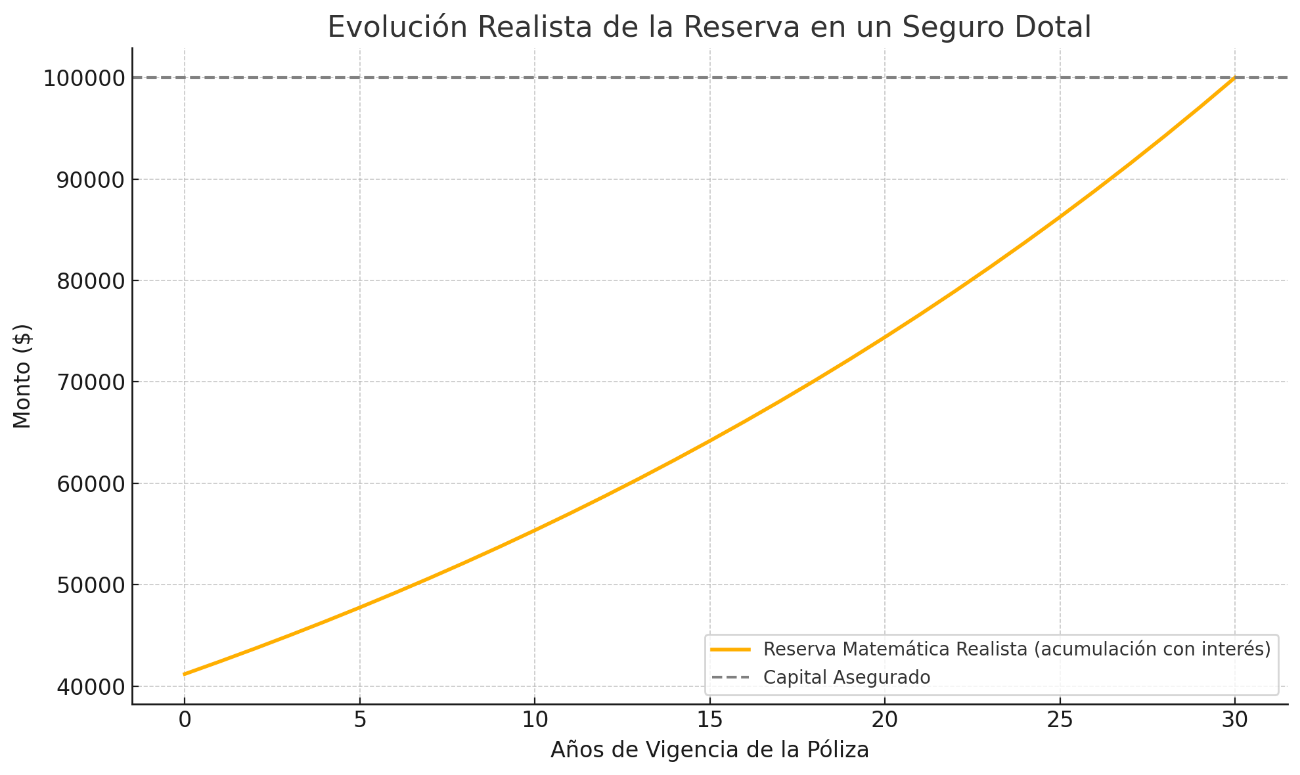 Evolución Realista de la Reserva en un Seguro Dotal
Monto ($)
100000
90000
80000
70000
60000
50000
40000
0 5 10 15 20 25 30
Años de Vigencia de la Póliza
Reserva Matemática Realista (acumulación con interés)
Capital Asegurado